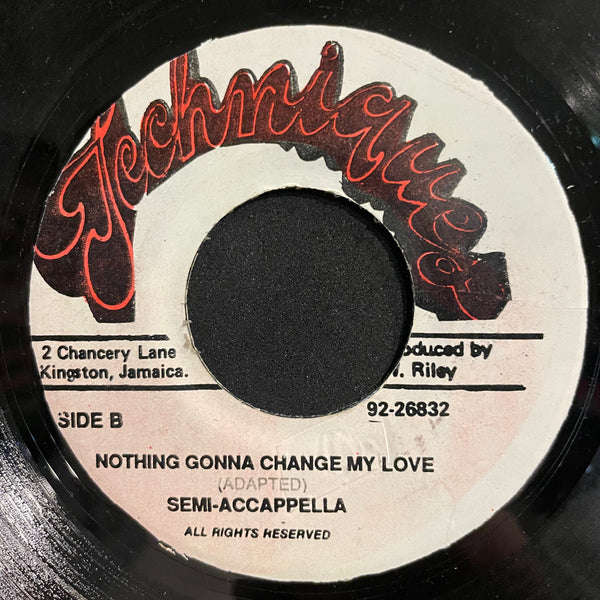 Techniques
2 Chancery Lane
Kingston, Jamaica.
oduced by
. Riley
SIDE B
92-26832
NOTHING GONNA CHANGE MY LOVE
(ADAPTED)
SEMI-ACCAPPELLA
ALL RIGHTS RESERVED